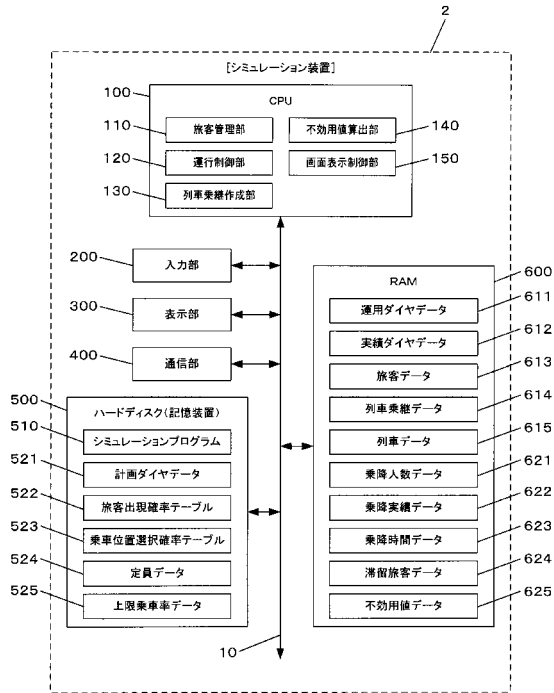 2
[シミュレーション装置]
100
CPU
110
旅客管理部
不効用値算出部
140
120
運行制御部
画面表示制御部
150
130
列車乗継作成部
200
入力部
300
表示部
400
通信部
500
ハードディスク(記憶装置)
510
シミュレーションプログラム
521
計画ダイヤデータ
522
旅客出現確率テーブル
523
乗車位置選択確率テーブル
524
定員データ
525
上限乗車率データ
10
RAM
600
運用ダイヤデータ
611
実績ダイヤデータ
612
旅客データ
613
列車乗継データ
614
列車データ
615
乗降人数データ
621
乗降実績データ
622
乗降時間データ
623
滞留旅客データ
624
不効用値データ
625